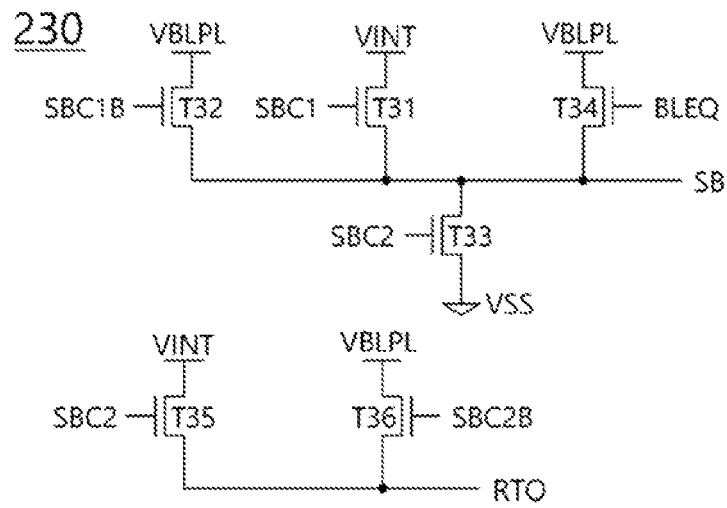 230
VBLPL VINT VBLPL
SBC1B T32 SBC1 T31 T34 BLEQ
SB
SBC2 T33
VSS
VINT VBLPL
SBC2 T35 T36 SBC2B
RTO